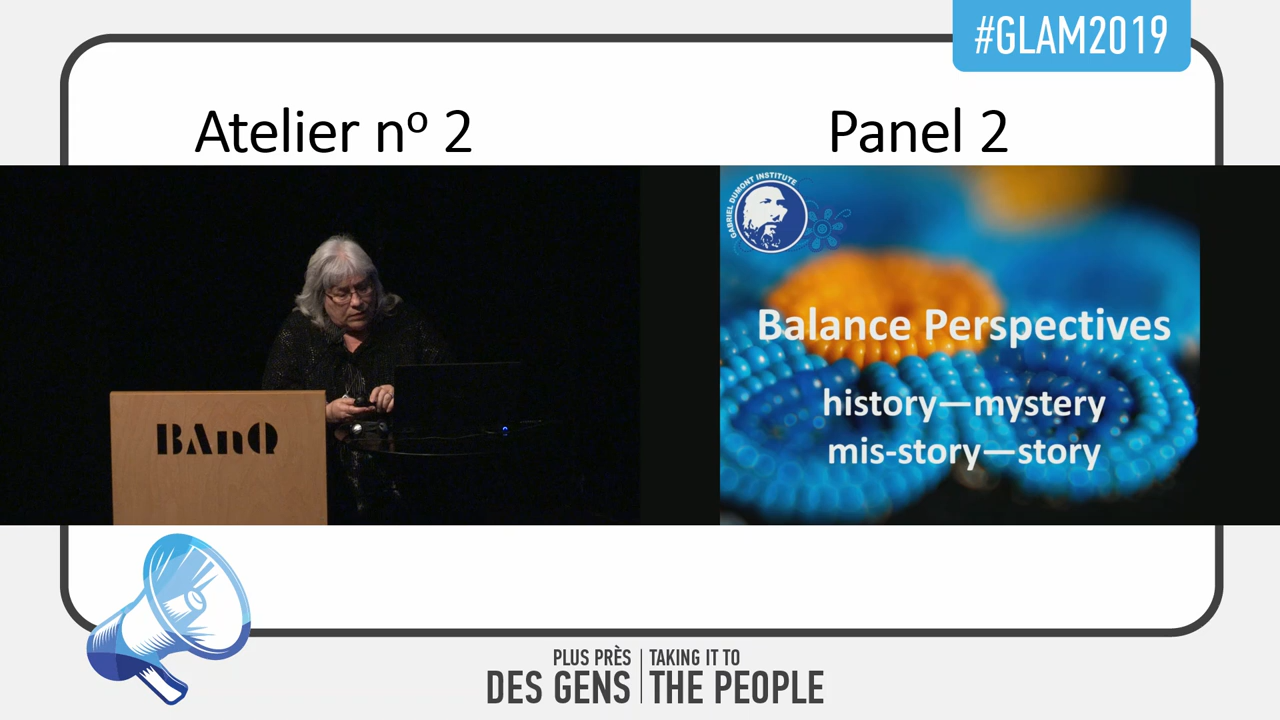 #GLAM2019
Atelier nº 2
Panel 2
GABRIEL DUMONT INSTITUTE
Balance Perspectives
history—mystery
mis-story—story
BAnQ
PLUS PRÈS
DES GENS
TAKING IT TO
THE PEOPLE